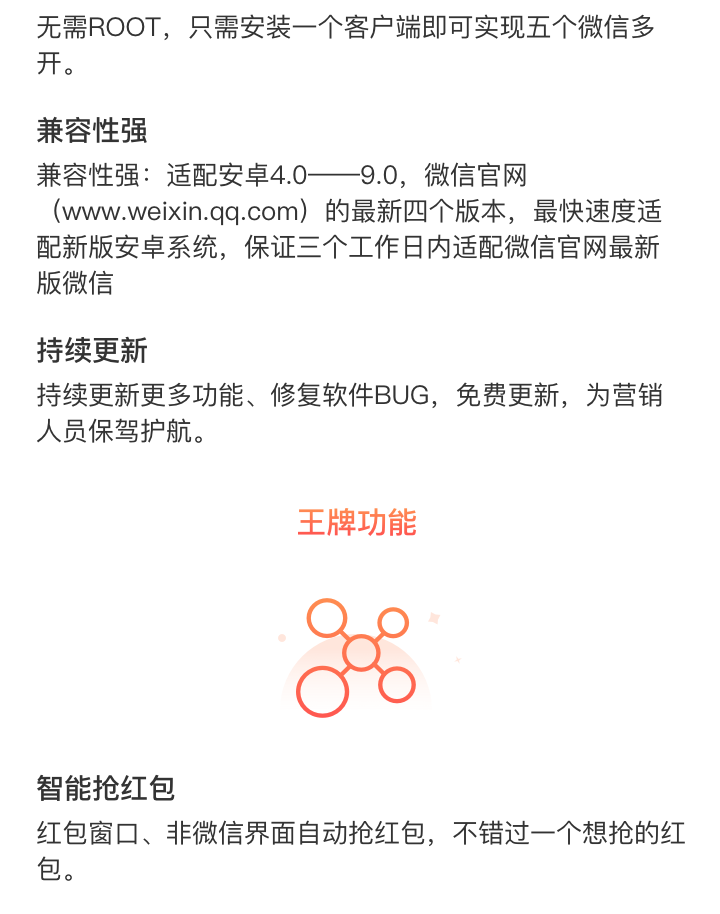 无需ROOT，只需安装一个客户端即可实现五个微信多
开。
兼容性强
兼容性强：适配安卓4.0——9.0，微信官网
（www.weixin.qq.com）的最新四个版本，最快速度适
配新版安卓系统，保证三个工作日内适配微信官网最新
版微信
持续更新
持续更新更多功能、修复软件BUG，免费更新，为营销
人员保驾护航。
王牌功能
智能抢红包
红包窗口、非微信界面自动抢红包，不错过一个想抢的红
包。